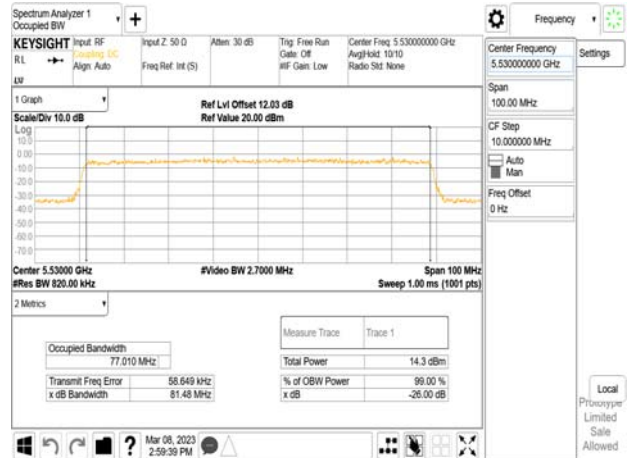 Spectrum Analyzer 1
Occupied BW
Frequency
KEYSIGHT
Input: RF
Input Z: 50 Ω
Atten: 30 dB
Trig: Free Run
Center Freq: 5.530000000 GHz
RL
Coupling: DC
Gate: Off
Avg|Hold: 10/10
Align: Auto
Freq Ref: Int (S)
#IF Gain: Low
Radio Std: None
Center Frequency
5.530000000 GHz
Settings
Span
100.00 MHz
CF Step
10.000000 MHz
Auto
Man
Freq Offset
0 Hz
1 Graph
Ref Lvl Offset 12.03 dB
Scale/Div 10.0 dB
Ref Value 20.00 dBm
Log
10.0
0.00
-10.0
-20.0
-30.0
-40.0
-50.0
-60.0
-70.0
Center 5.53000 GHz
#Video BW 2.7000 MHz
Span 100 MHz
#Res BW 820.00 kHz
Sweep 1.00 ms (1001 pts)
2 Metrics
Measure Trace
Trace 1
Occupied Bandwidth
77.010 MHz
Total Power
14.3 dBm
Transmit Freq Error
58.649 kHz
% of OBW Power
99.00 %
x dB Bandwidth
81.48 MHz
x dB
-26.00 dB
Local
Prototype
Limited
Sale
Allowed
?
Mar 08, 2023
2:59:39 PM